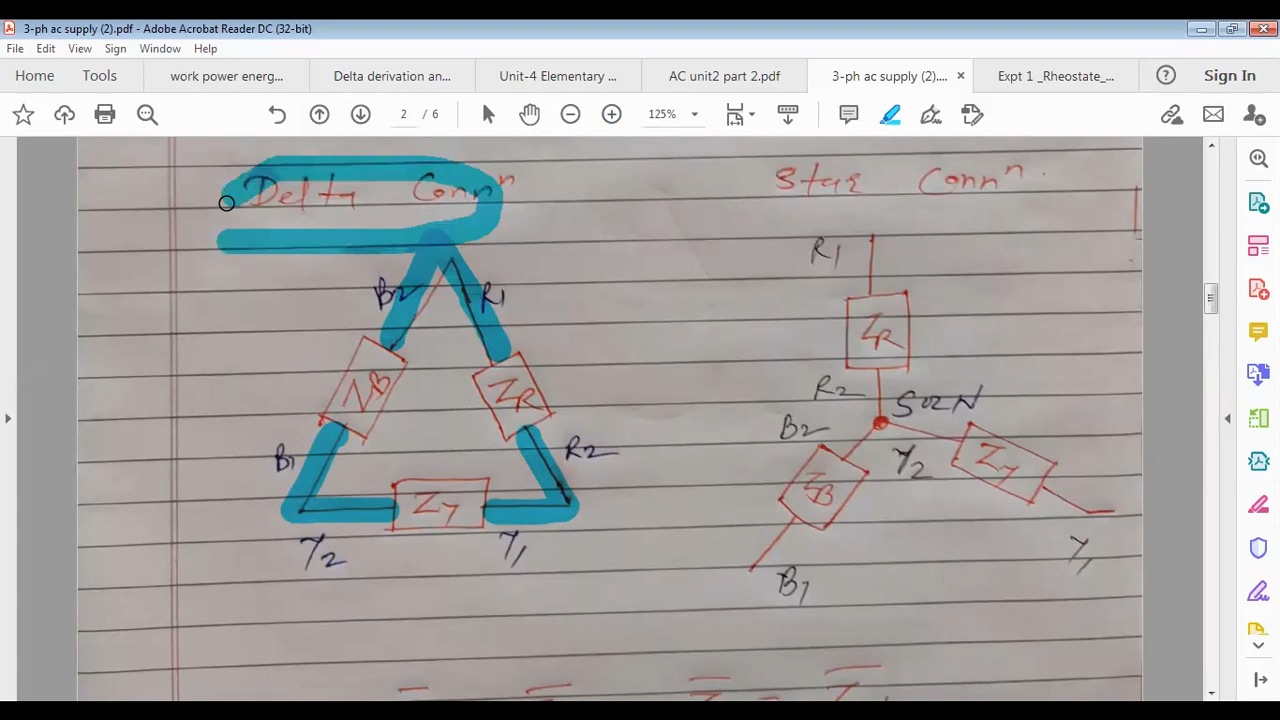 3-ph ac supply (2).pdf - Adobe Acrobat Reader DC (32-bit)
File Edit View Sign Window Help
Home Tools work power energ... Delta derivation an... Unit-4 Elementary ... AC unit2 part 2.pdf 3-ph ac supply (2).... × Expt 1 _Rheostate_... Sign In
2 / 6 125%
Delta Connⁿ
Star Connⁿ.
B2 R1
ZB ZR
B1 R2
Zy
Y2 Y1
R1
ZR
R2 S or N
B2
Y2 Zy
ZB
Y1
B1